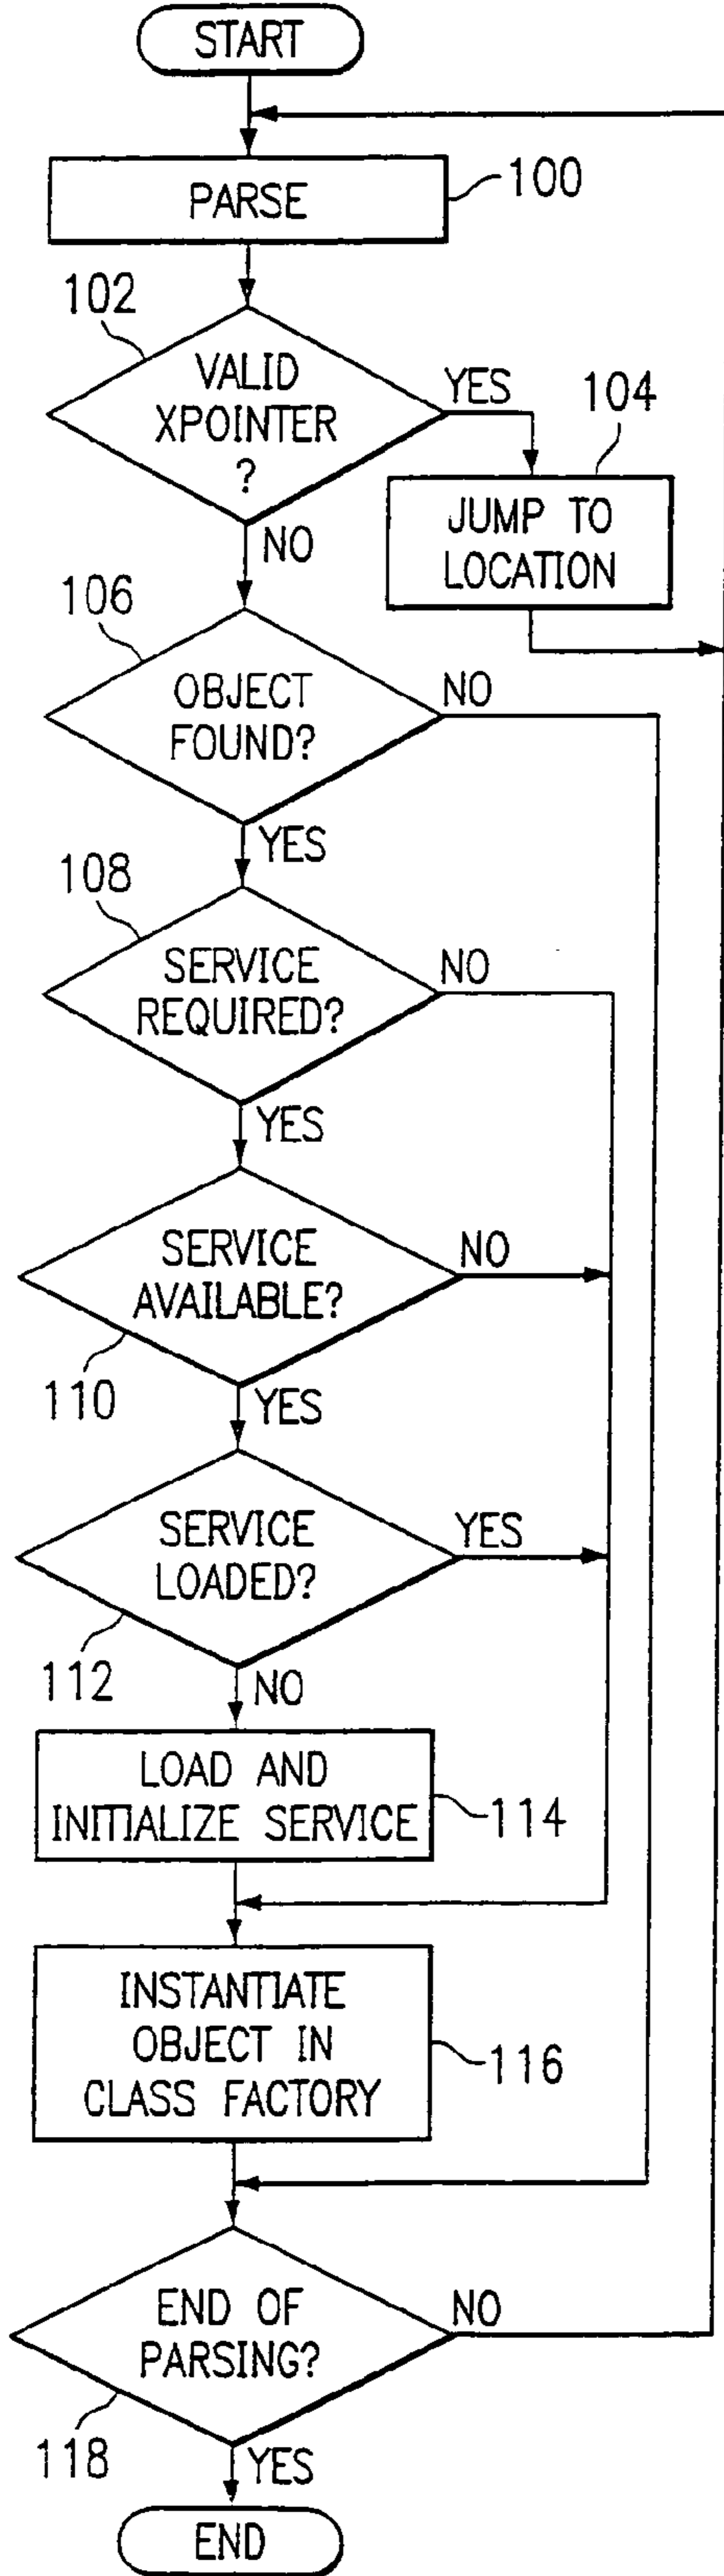 START
PARSE
100
102
VALID
XPOINTER
?
YES
104
JUMP TO
LOCATION
NO
106
OBJECT
FOUND?
NO
YES
108
SERVICE
REQUIRED?
NO
YES
SERVICE
AVAILABLE?
NO
110
YES
SERVICE
LOADED?
YES
112
NO
LOAD AND
INITIALIZE SERVICE
114
INSTANTIATE
OBJECT IN
CLASS FACTORY
116
END OF
PARSING?
NO
118
YES
END